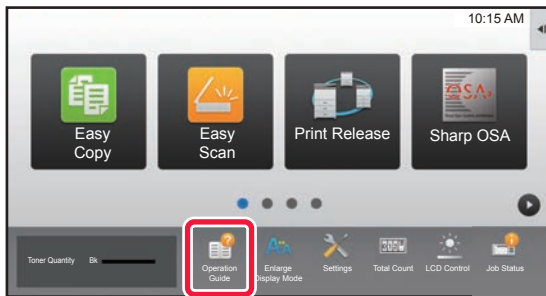 10:15 AM
Easy
Copy
Easy
Scan
Print Release
OSA
Sharp OSA
Toner Quantity Bk
Operation
Guide
Enlarge
Display Mode
Settings
Total Count
LCD Control
Job Status